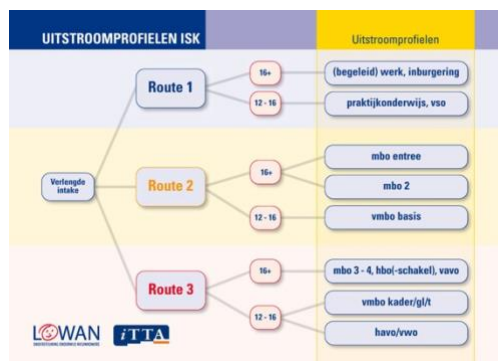 UITSTROOMPROFIELEN ISK
Uitstroomprofielen
Verlengde
intake
Route 1
16+
(begeleid) werk, inburgering
12 - 16
praktijkonderwijs, vso
Route 2
16+
mbo entree
mbo 2
12 - 16
vmbo basis
Route 3
16+
mbo 3 - 4, hbo(-schakel), vavo
12 - 16
vmbo kader/gl/t
havo/vwo
LOWAN
iTTA